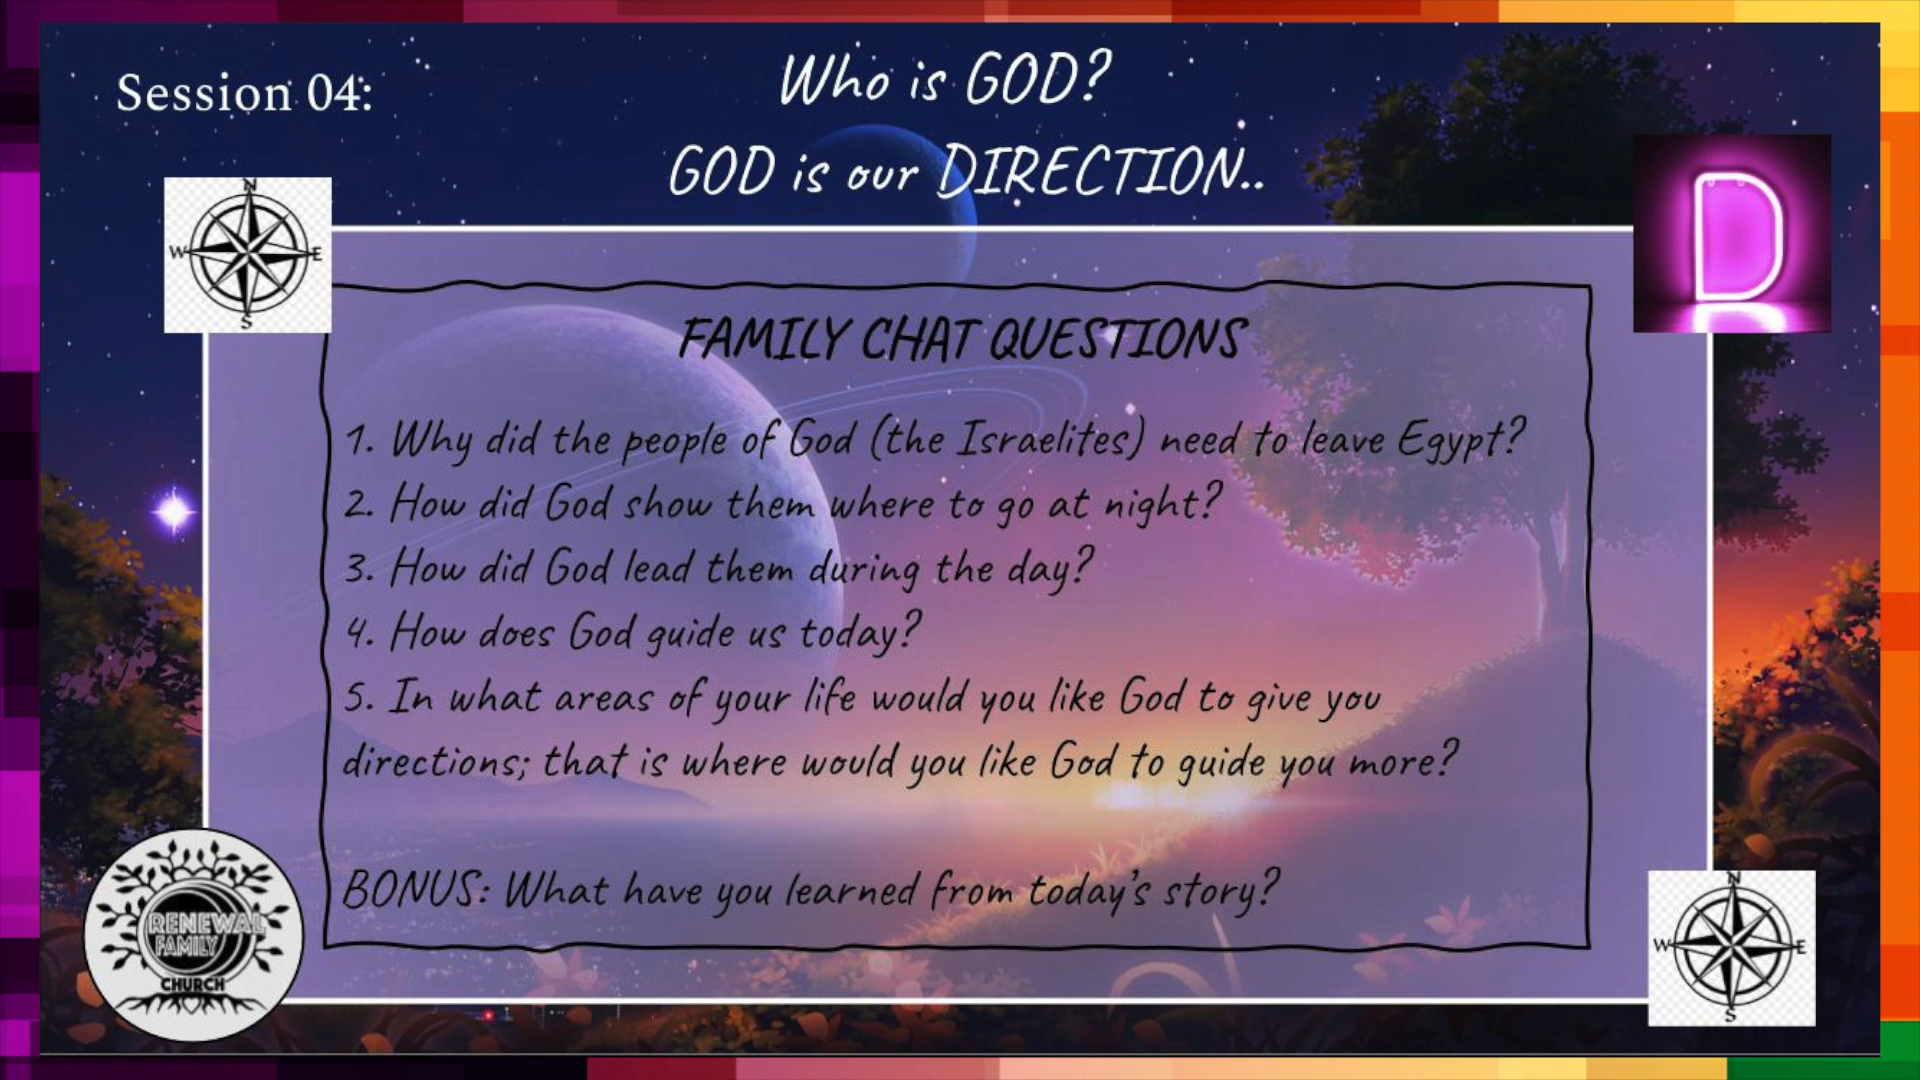 Session 04:
Who is GOD?
GOD is our DIRECTION..
N
W E
S
D
FAMILY CHAT QUESTIONS
1. Why did the people of God (the Israelites) need to leave Egypt?
2. How did God show them where to go at night?
3. How did God lead them during the day?
4. How does God guide us today?
5. In what areas of your life would you like God to give you
directions; that is where would you like God to guide you more?
BONUS: What have you learned from today's story?
RENEWAL
FAMILY
CHURCH
N
W E
S